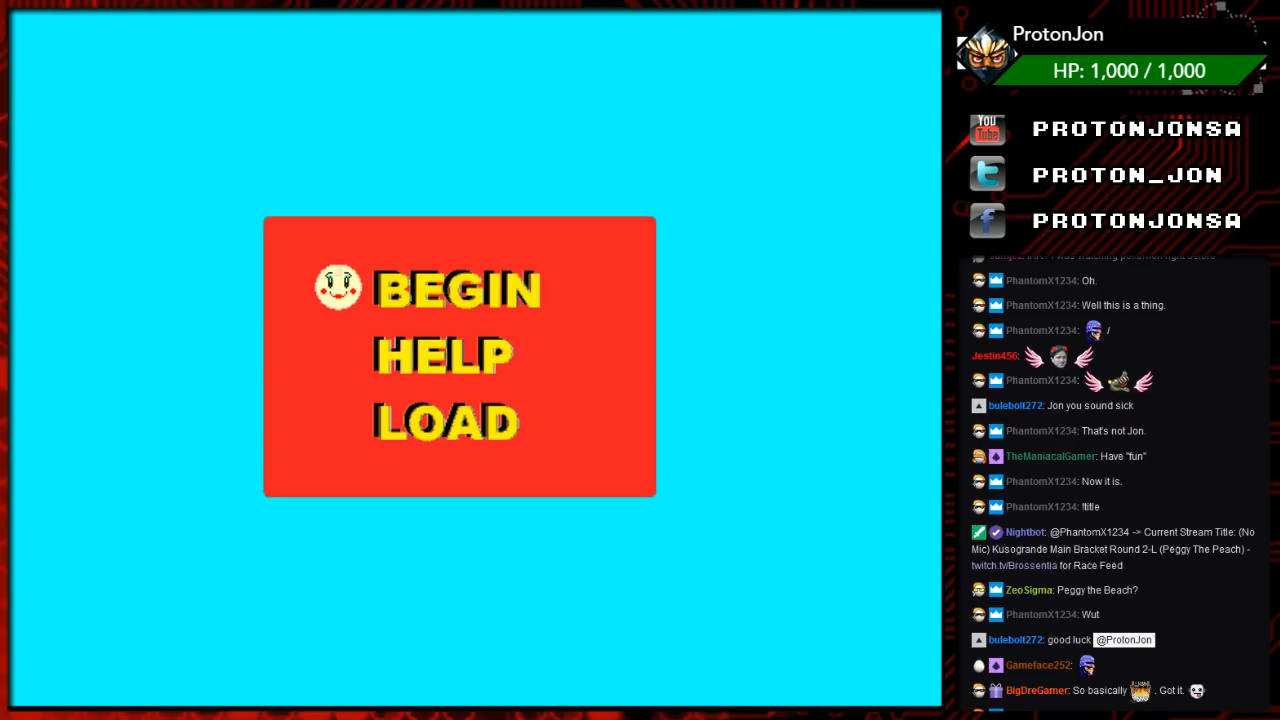 BEGIN
HELP
LOAD
ProtonJon
HP: 1,000 / 1,000
You
Tube
PROTONJONSA
PROTON_JON
PROTONJONSA
PhantomX1234: Oh.
PhantomX1234: Well this is a thing.
PhantomX1234: /
Jestin456:
PhantomX1234:
bulebolt272: Jon you sound sick
PhantomX1234: That's not Jon.
TheManiacalGamer: Have "fun"
PhantomX1234: Now it is.
PhantomX1234: !title
Nightbot: @PhantomX1234 -> Current Stream Title: (No
Mic) Kusogrande Main Bracket Round 2-L (Peggy The Peach) -
twitch.tv/Brossentia for Race Feed
ZeoSigma: Peggy the Beach?
PhantomX1234: Wut
bulebolt272: good luck @ProtonJon
Gameface252:
BigDreGamer: So basically . Got it.